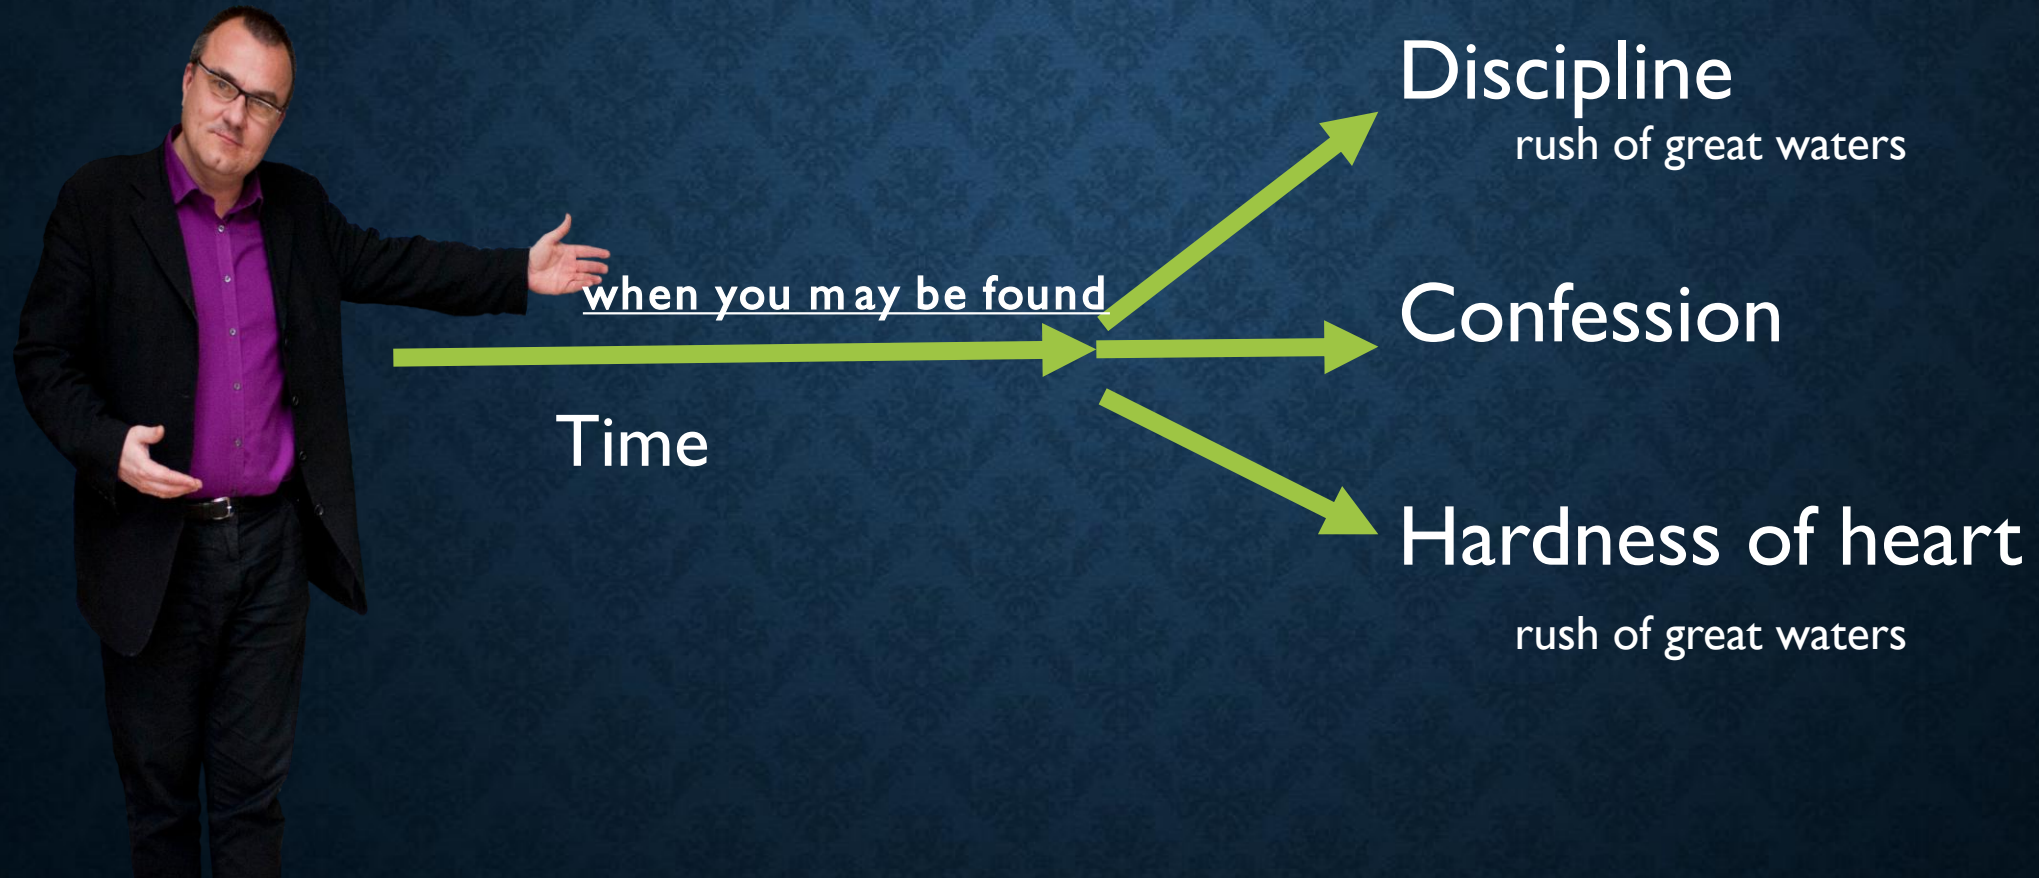 Discipline
rush of great waters
when you may be found
Confession
Time
Hardness of heart
rush of great waters